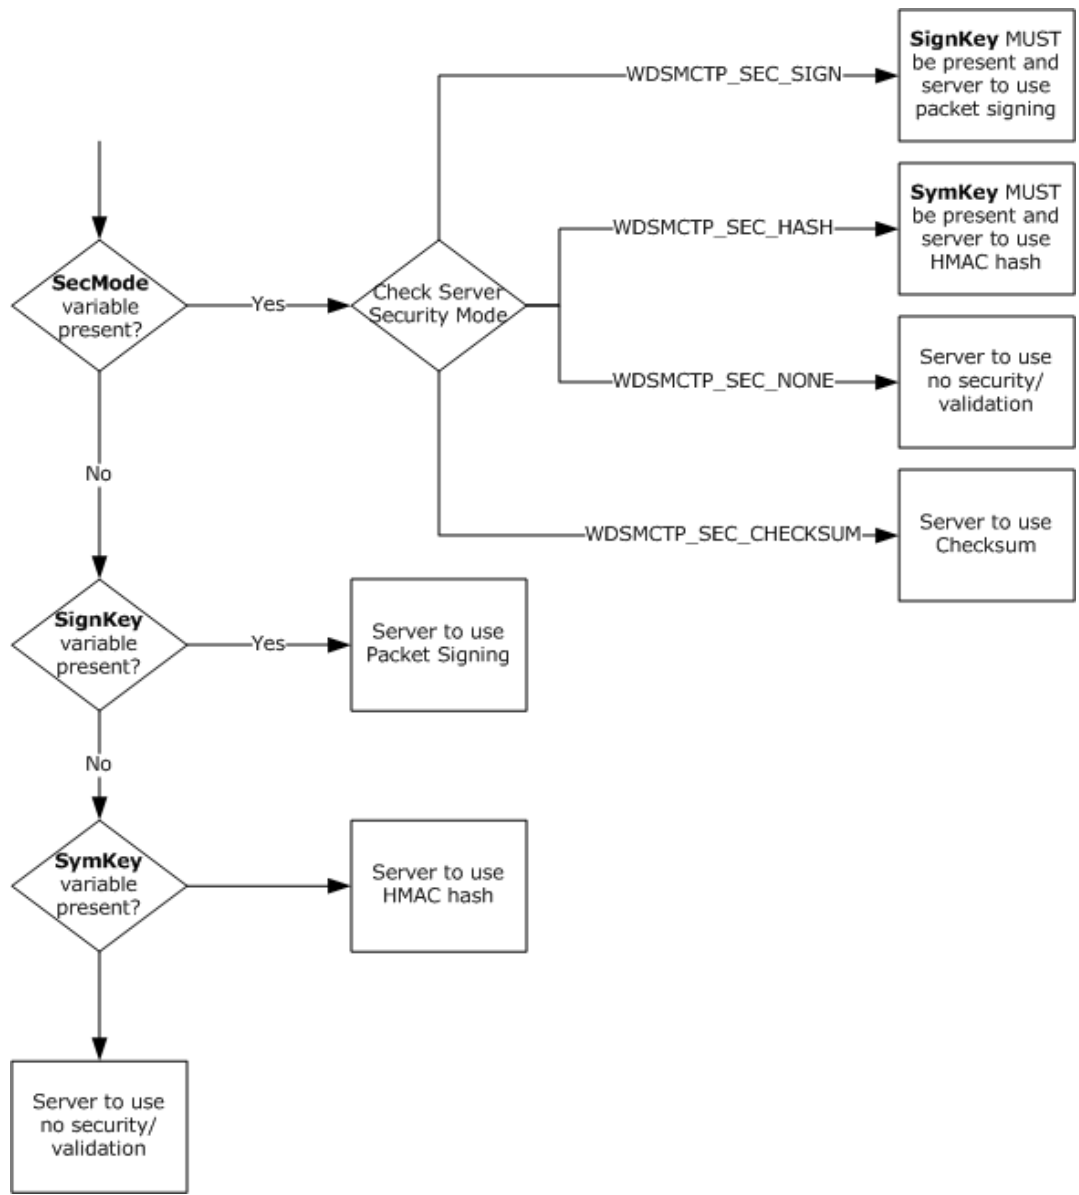 SignKey MUST
be present and
server to use
packet signing
WDSMCTP_SEC_SIGN
SymKey MUST
be present and
server to use
HMAC hash
WDSMCTP_SEC_HASH
SecMode
variable
present?
Yes
Check Server
Security Mode
WDSMCTP_SEC_NONE
Server to use
no security/
validation
No
WDSMCTP_SEC_CHECKSUM
Server to use
Checksum
SignKey
variable
present?
Yes
Server to use
Packet Signing
No
SymKey
variable
present?
Server to use
HMAC hash
Server to use
no security/
validation